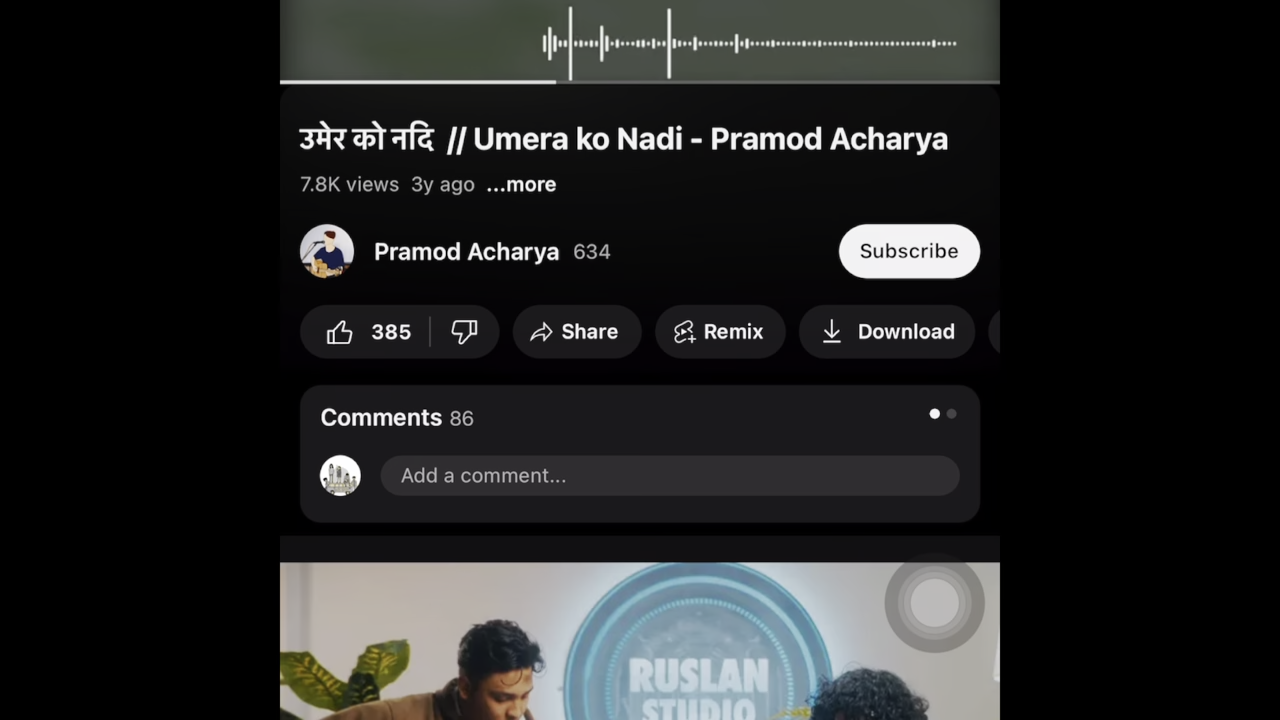 उमेर को नदि // Umera ko Nadi - Pramod Acharya
7.8K views 3y ago ...more
Pramod Acharya 634
Subscribe
385
Share
Remix
Download
Comments 86
Add a comment...
RUSLAN
STUDIO